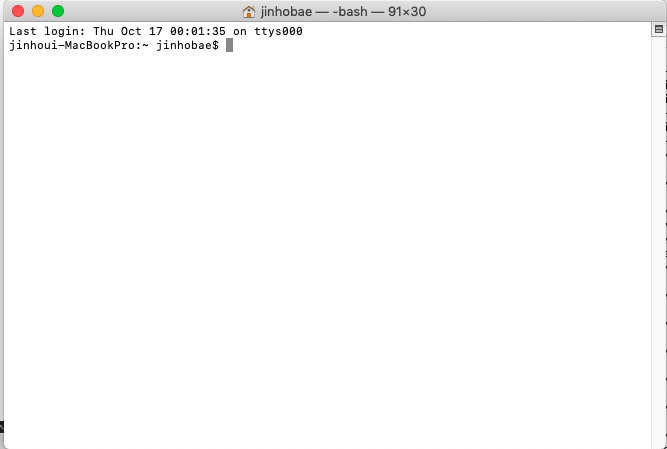 jinhobae — -bash — 91×30
Last login: Thu Oct 17 00:01:35 on ttys000
jinhoui-MacBookPro:~ jinhobae$